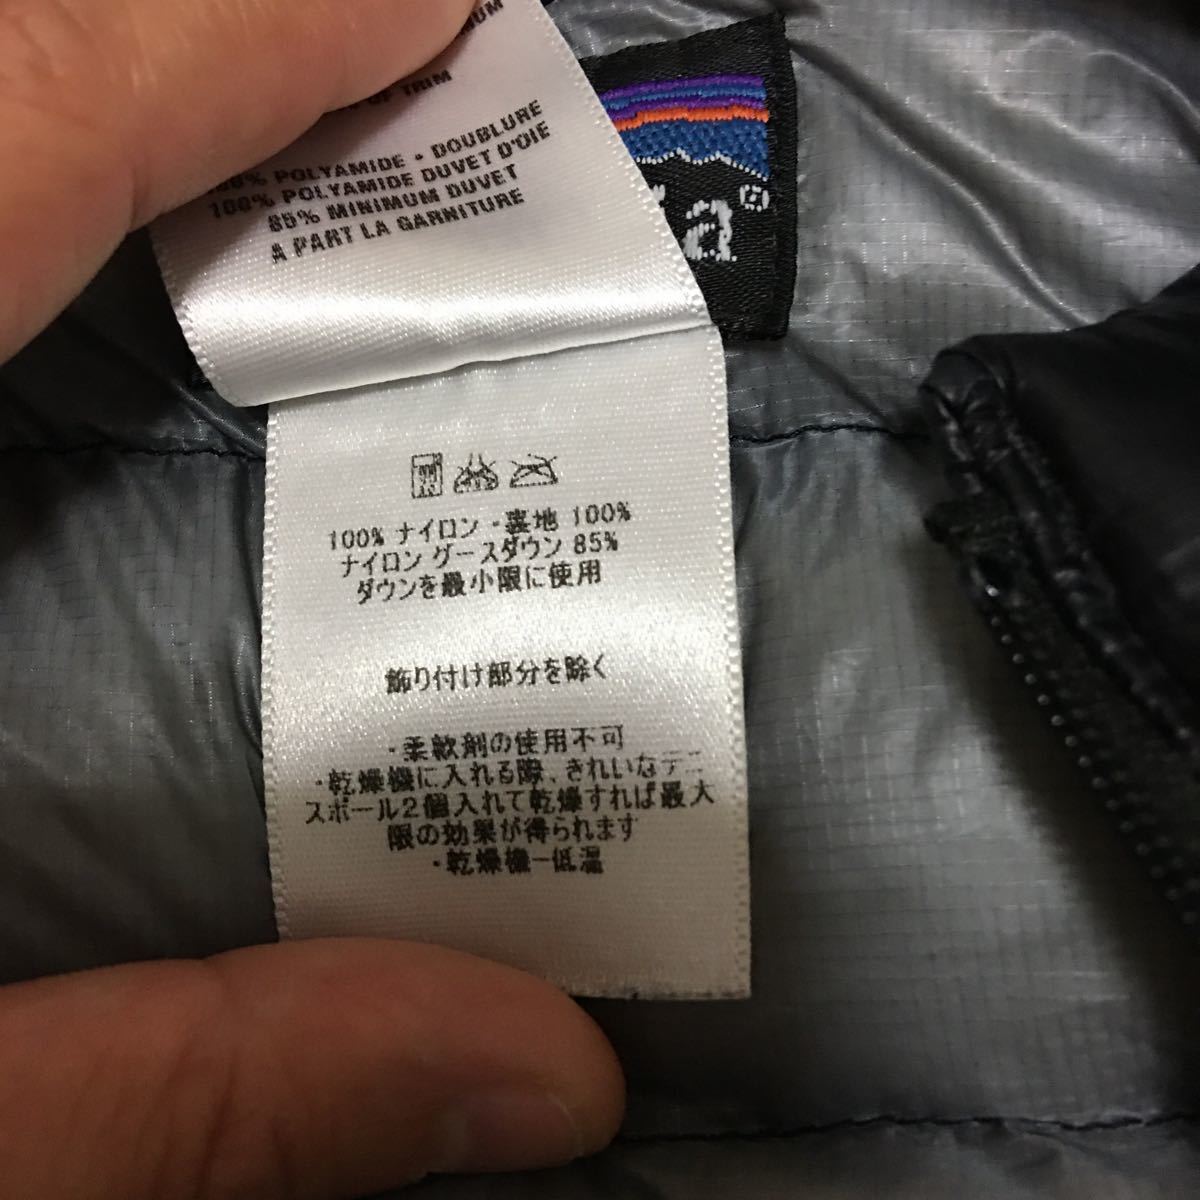 OF TRIM
100% POLYAMIDE · DOUBLURE
100% POLYAMIDE DUVET D'OIE
85% MINIMUM DUVET
A PART LA GARNITURE
a®
100% ナイロン・裏地 100%
ナイロン グースダウン 85%
ダウンを最小限に使用
飾り付け部分を除く
・柔軟剤の使用不可
・乾燥機に入れる際、きれいなテニ
スボール2個入れて乾燥すれば最大
限の効果が得られます
・乾燥機ー低温